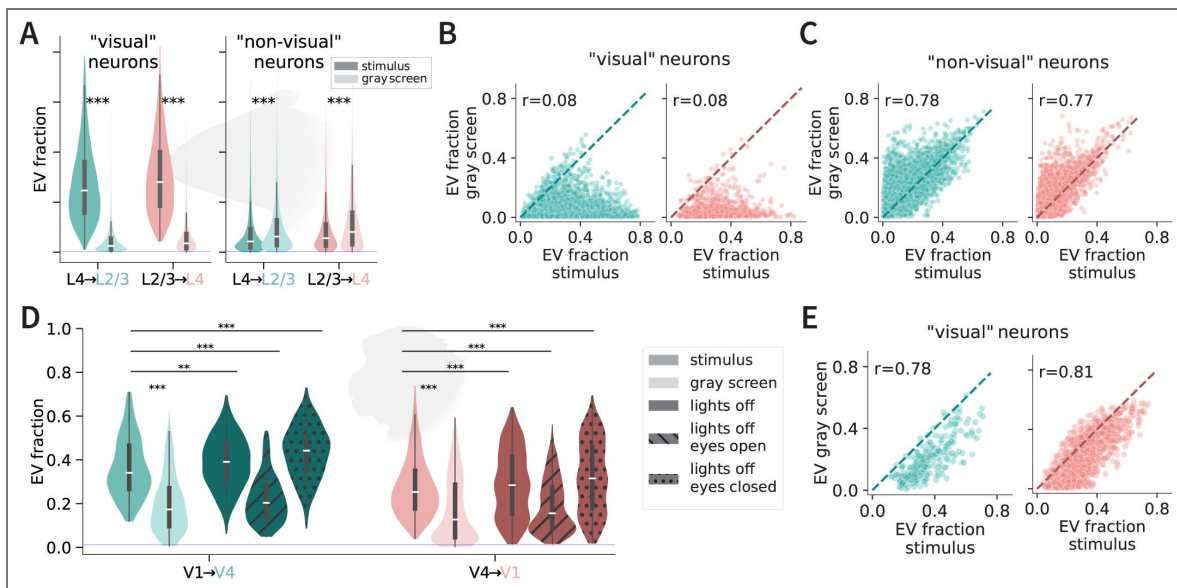 A
"visual"
neurons
"non-visual"
neurons
stimulus
gray screen
***
***
***
***
EV fraction
L4→L2/3
L2/3→L4
L4→L2/3
L2/3→L4
B
"visual" neurons
EV fraction
gray screen
0.8
0.4
0.0
r=0.08
r=0.08
0.0
0.4
0.8
0.0
0.4
0.8
EV fraction
stimulus
EV fraction
stimulus
C
"non-visual" neurons
EV fraction
gray screen
0.8
0.4
0.0
r=0.78
r=0.77
0.0
0.4
0.8
0.0
0.4
0.8
EV fraction
stimulus
EV fraction
stimulus
D
EV fraction
1.0
0.8
0.6
0.4
0.2
0.0
***
***
**
***
***
***
***
***
V1→V4
V4→V1
stimulus
gray screen
lights off
lights off
eyes open
lights off
eyes closed
E
"visual" neurons
EV gray screen
0.8
0.4
0.0
r=0.78
r=0.81
0.0
0.4
0.8
0.0
0.4
0.8
EV fraction
stimulus
EV fraction
stimulus